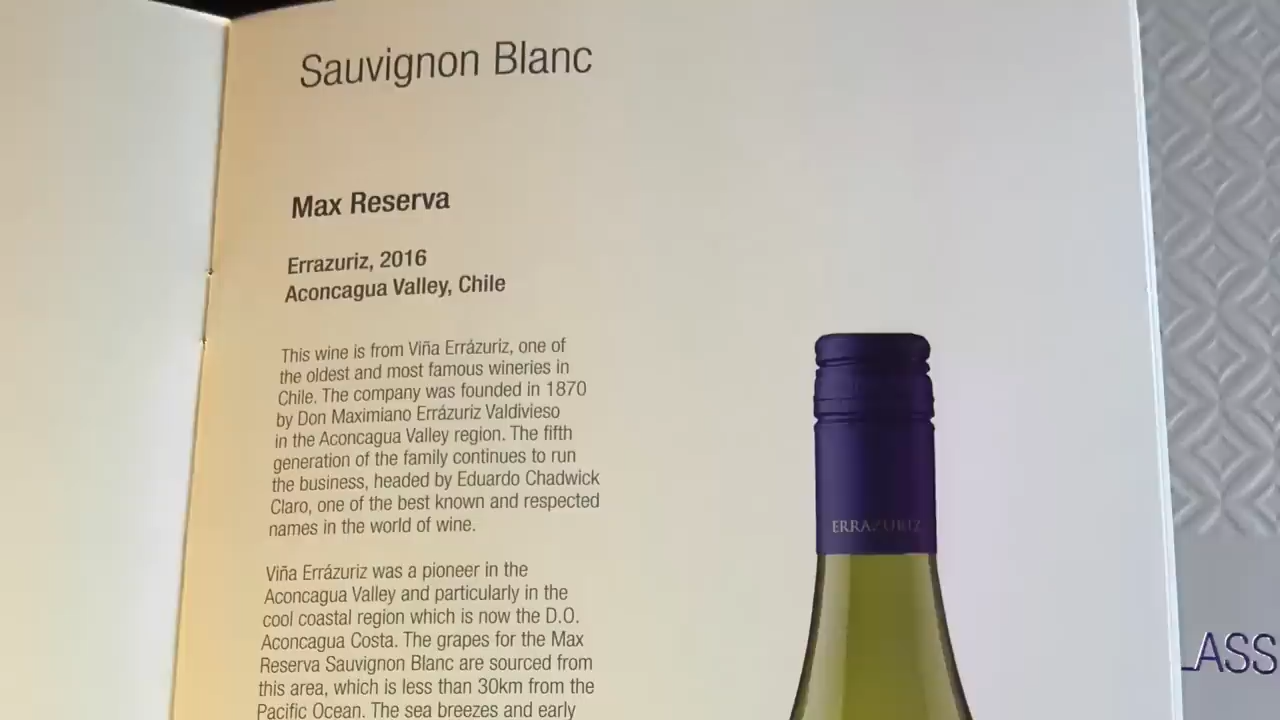 Sauvignon Blanc
Max Reserva
Errazuriz, 2016
Aconcagua Valley, Chile
This wine is from Viña Errázuriz, one of
the oldest and most famous wineries in
Chile. The company was founded in 1870
by Don Maximiano Errázuriz Valdivieso
in the Aconcagua Valley region. The fifth
generation of the family continues to run
the business, headed by Eduardo Chadwick
Claro, one of the best known and respected
names in the world of wine.
Viña Errázuriz was a pioneer in the
Aconcagua Valley and particularly in the
cool coastal region which is now the D.O.
Aconcagua Costa. The grapes for the Max
Reserva Sauvignon Blanc are sourced from
this area, which is less than 30km from the
Pacific Ocean. The sea breezes and early
ERRAZURIZ
LASS